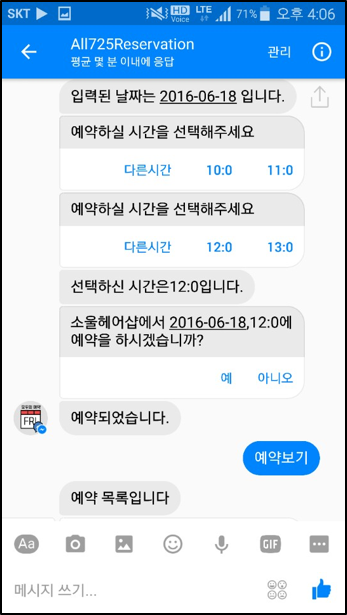 SKT HD Voice LTE 71% 오후 4:06
All725Reservation 관리
평균 몇 분 이내에 응답
입력된 날짜는 2016-06-18 입니다.
예약하실 시간을 선택해주세요
다른시간 10:0 11:0
예약하실 시간을 선택해주세요
다른시간 12:0 13:0
선택하신 시간은12:0입니다.
소울헤어샵에서 2016-06-18,12:0에
예약을 하시겠습니까?
예 아니오
FRI
예약되었습니다.
예약보기
예약 목록입니다
Aa GIF
메시지 쓰기...